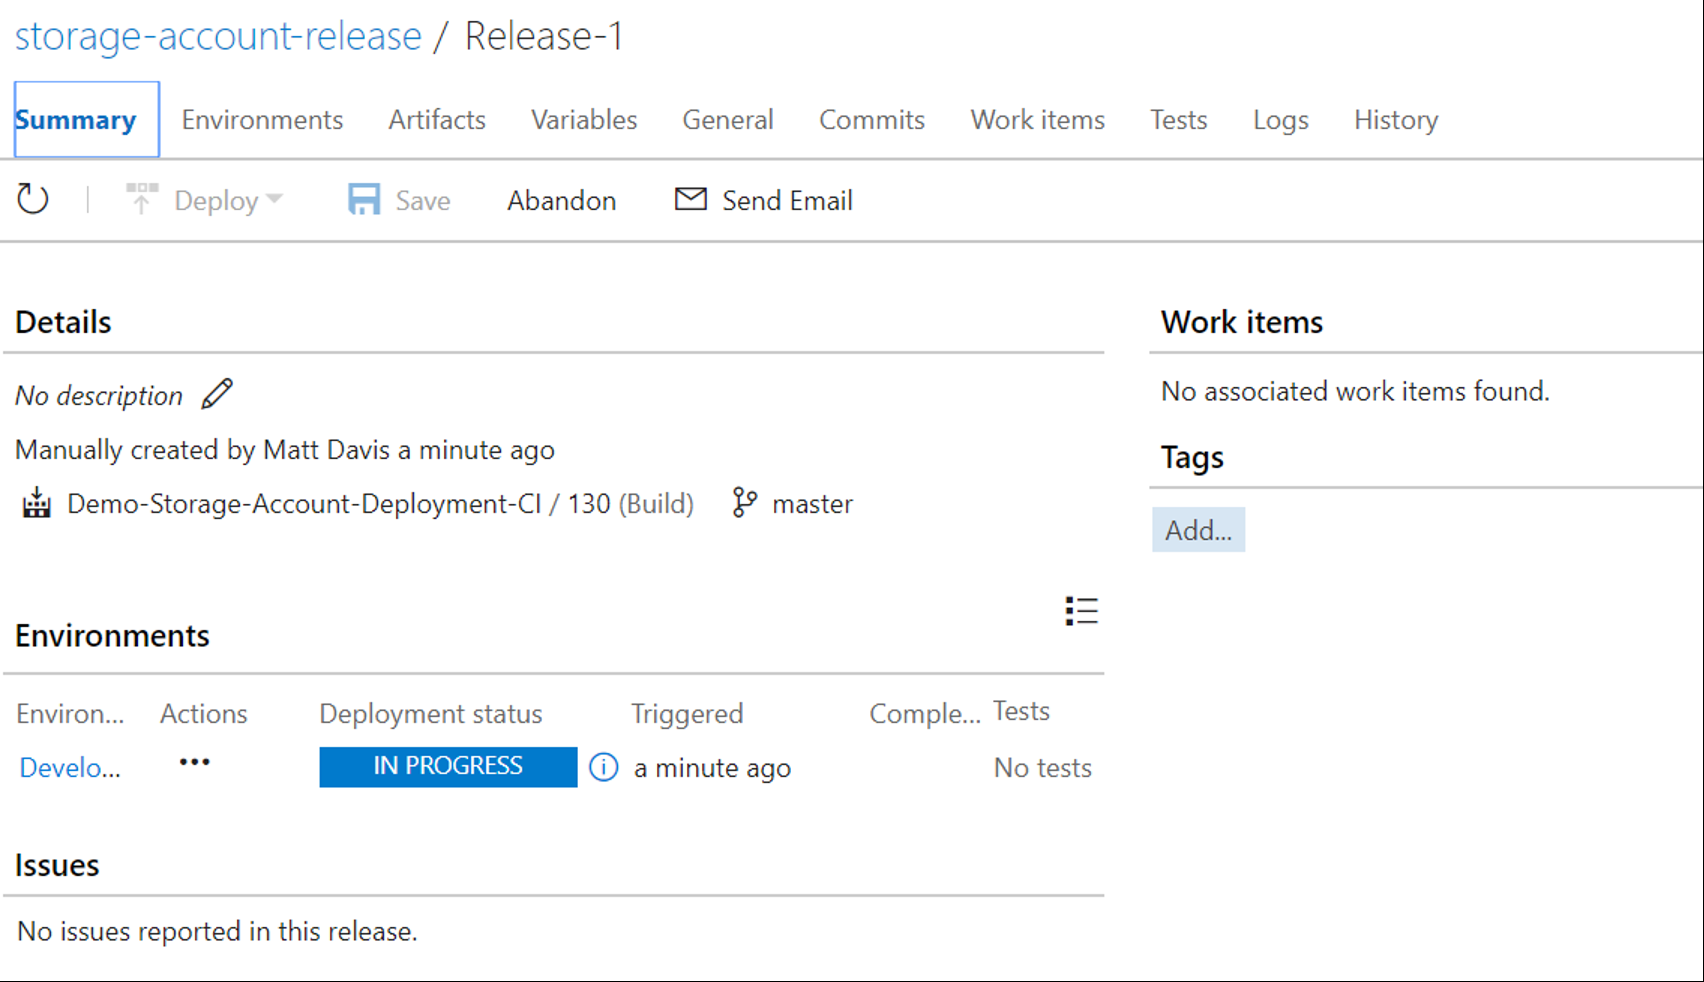 storage-account-release / Release-1
Summary Environments Artifacts Variables General Commits Work items Tests Logs History
Deploy Save Abandon Send Email
Details
No description
Manually created by Matt Davis a minute ago
Demo-Storage-Account-Deployment-CI / 130 (Build) master
Work items
No associated work items found.
Tags
Add...
Environments
Environ... Actions Deployment status Triggered Comple... Tests
Develo... IN PROGRESS a minute ago No tests
Issues
No issues reported in this release.